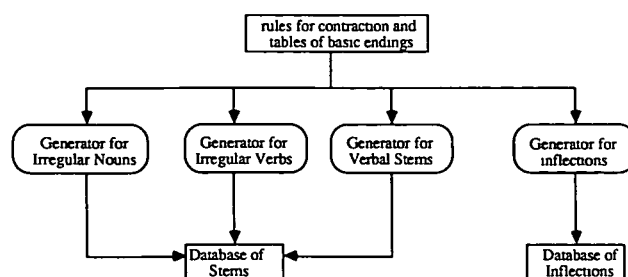 rules for contraction and
tables of basic endings
Generator for
Irregular Nouns
Generator for
Irregular Verbs
Generator for
Verbal Stems
Generator for
inflections
Database of
Stems
Database of
Inflections